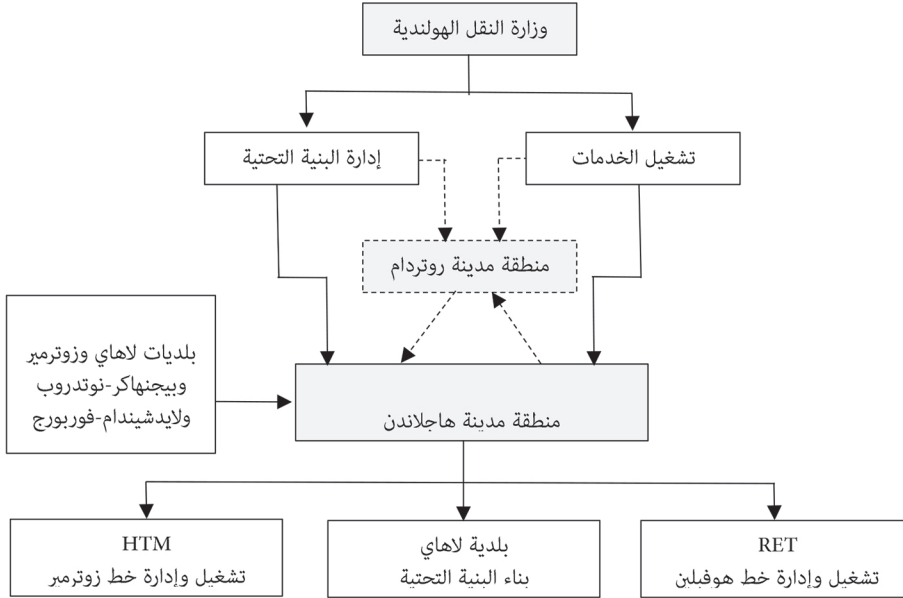 وزارة النقل الهولندية
تشغيل الخدمات
إدارة البنية التحتية
منطقة مدينة روتردام
بلديات لاهاي وزوترمير
وبيجنهاكر-نوتدروب
ولايدشيندام-فوربورج
منطقة مدينة هاجلاندن
RET
تشغيل وإدارة خط هوفبلين
بلدية لاهاي
بناء البنية التحتية
HTM
تشغيل وإدارة خط زوترمير